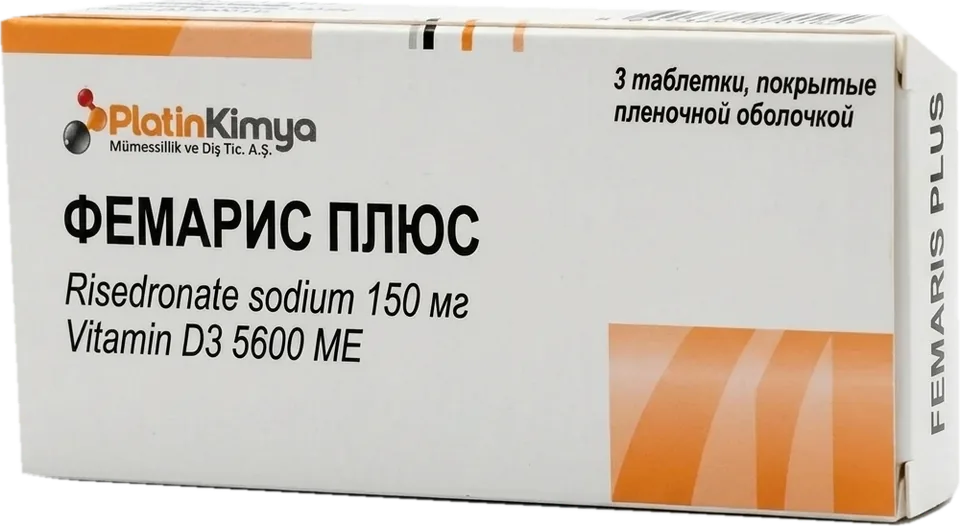 PlatinKimya
Mümessillik ve Diş Tic. A.Ş.
3 таблетки, покрытые
пленочной оболочкой
ФЕМАРИС ПЛЮС
Risedronate sodium 150 мг
Vitamin D3 5600 МЕ
FEMARIS PLUS